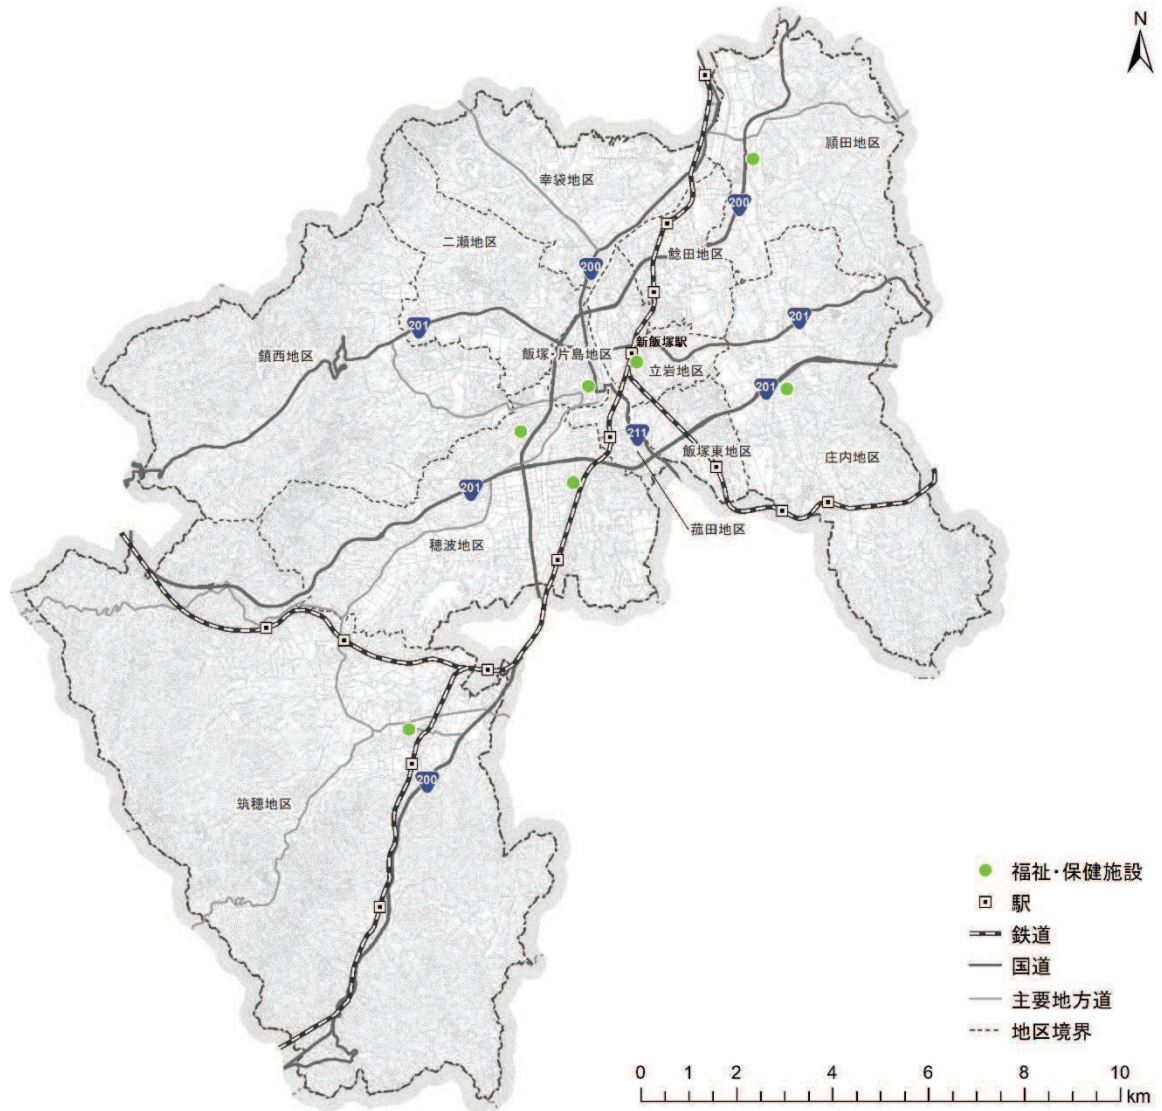 N
頴田地区
幸袋地区
200
二瀬地区
鯰田地区
200
201
201
新飯塚駅
鎮西地区
飯塚・片島地区
立岩地区
201
211
飯塚東地区
庄内地区
201
菰田地区
穂波地区
200
筑穂地区
福祉・保健施設
駅
鉄道
国道
主要地方道
地区境界
0 1 2 4 6 8 10
km